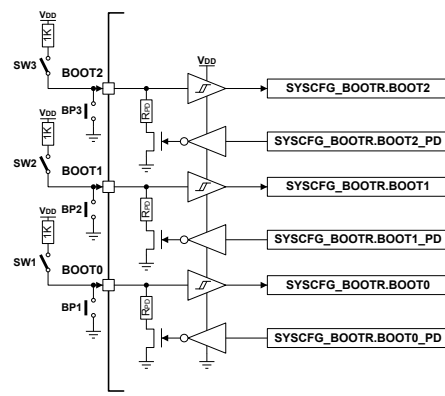 VDD
1K
SW3
BOOT2
VDD
SYSCFG_BOOTR.BOOT2
BP3
RPD
VDD
SYSCFG_BOOTR.BOOT2_PD
1K
SW2
BOOT1
SYSCFG_BOOTR.BOOT1
BP2
RPD
VDD
SYSCFG_BOOTR.BOOT1_PD
1K
SW1
BOOT0
SYSCFG_BOOTR.BOOT0
BP1
RPD
SYSCFG_BOOTR.BOOT0_PD